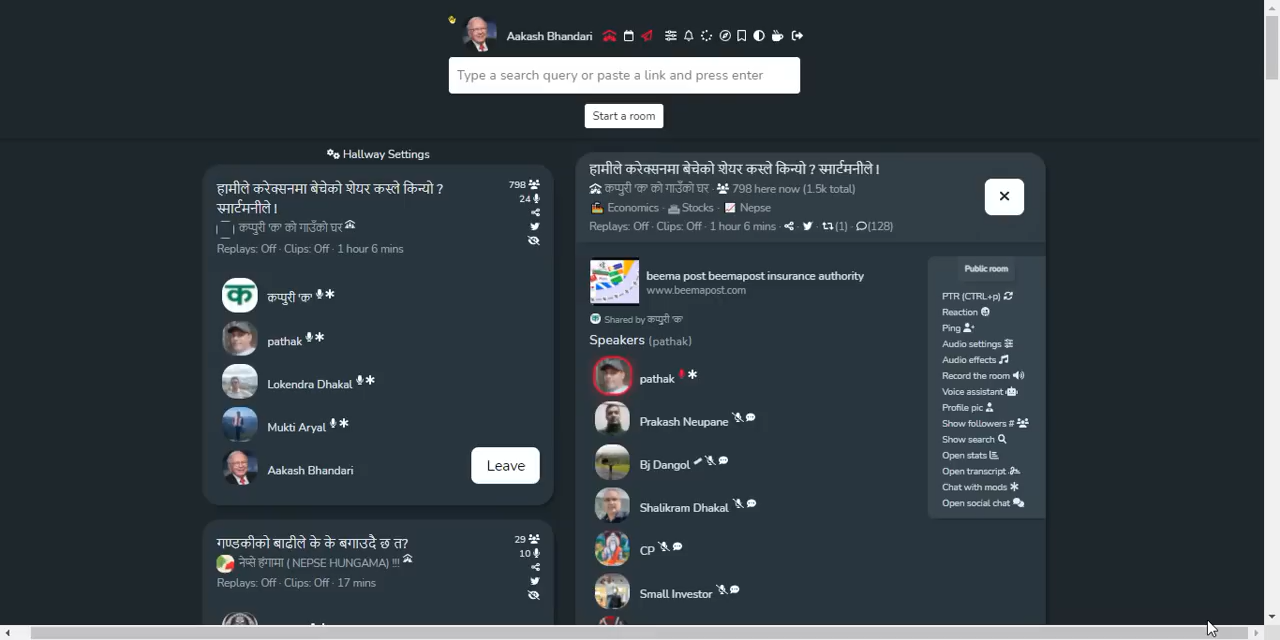 Aakash Bhandari
Type a search query or paste a link and press enter
Start a room
Hallway Settings
हामीले करेक्सनमा बेचेको शेयर कस्ले किन्यो ?
स्मार्टमनीले !
कप्पुरी 'क' को गाउँको घर
Replays: Off · Clips: Off · 1 hour 6 mins
798
24
क
कप्पुरी 'क'
pathak
Lokendra Dhakal
Mukti Aryal
Aakash Bhandari
Leave
गण्डकीको बाढीले के के बगाउदै छ त?
नेप्से हंगामा ( NEPSE HUNGAMA) !!!
Replays: Off · Clips: Off · 17 mins
29
10
हामीले करेक्सनमा बेचेको शेयर कस्ले किन्यो ? स्मार्टमनीले !
कप्पुरी 'क' को गाउँको घर · 798 here now (1.5k total)
Economics · Stocks · Nepse
Replays: Off · Clips: Off · 1 hour 6 mins · (1) · (128)
beema post beemapost insurance authority
www.beemapost.com
Shared by कप्पुरी 'क'
Speakers (pathak)
pathak
Prakash Neupane
Bj Dangol
Shalikram Dhakal
CP
Small Investor
Public room
PTR (CTRL+p)
Reaction
Ping
Audio settings
Audio effects
Record the room
Voice assistant
Profile pic
Show followers #
Show search
Open stats
Open transcript
Chat with mods
Open social chat